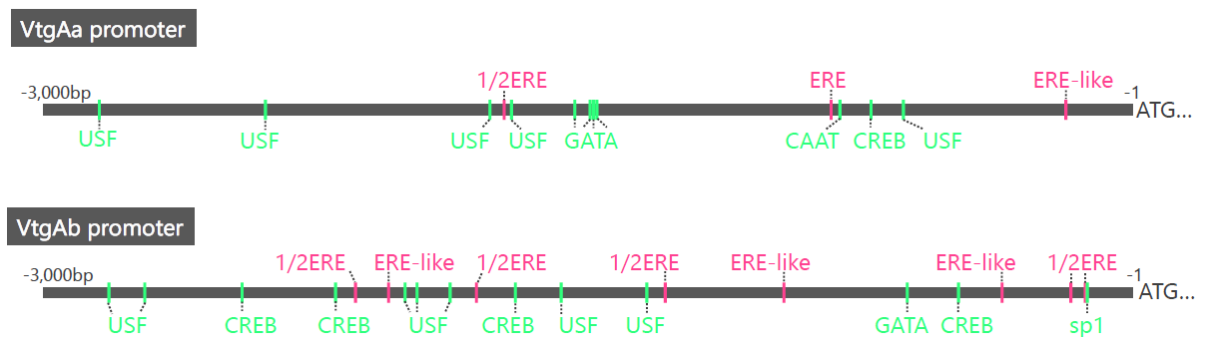 VtgAa promoter
1/2ERE ERE ERE-like
-3,000bp -1
ATG...
USF USF USF USF GATA CAAT CREB USF
VtgAb promoter
1/2ERE ERE-like 1/2ERE 1/2ERE ERE-like ERE-like 1/2ERE
-3,000bp -1
ATG...
USF CREB CREB USF CREB USF USF GATA CREB sp1